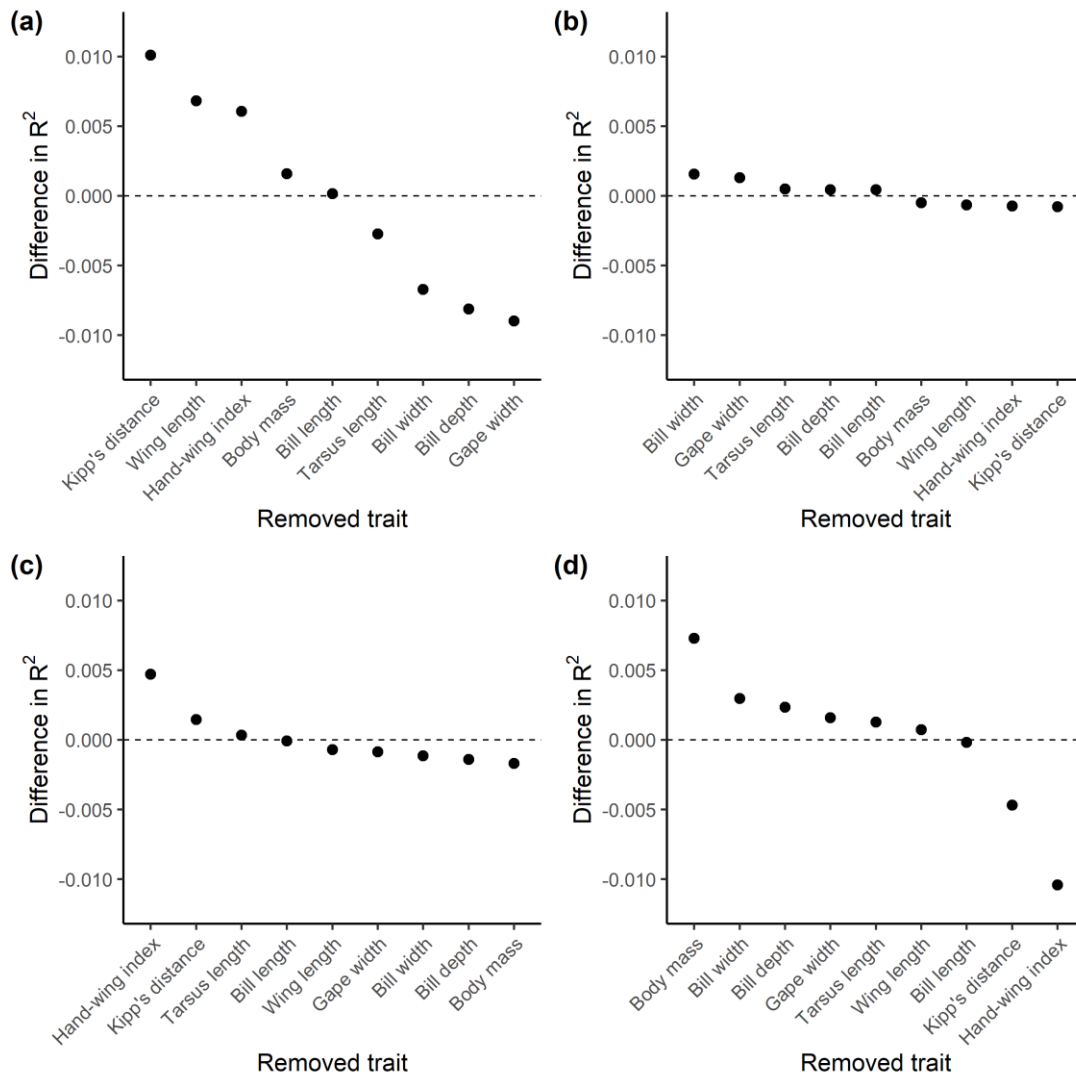 (a)
Difference in R²
0.010
0.005
0.000
-0.005
-0.010
Kipp's distance
Wing length
Hand-wing index
Body mass
Bill length
Tarsus length
Bill width
Bill depth
Gape width
Removed trait
(b)
Difference in R²
0.010
0.005
0.000
-0.005
-0.010
Bill width
Gape width
Tarsus length
Bill depth
Bill length
Body mass
Wing length
Hand-wing index
Kipp's distance
Removed trait
(c)
Difference in R²
0.010
0.005
0.000
-0.005
-0.010
Hand-wing index
Kipp's distance
Tarsus length
Bill length
Wing length
Gape width
Bill width
Bill depth
Body mass
Removed trait
(d)
Difference in R²
0.010
0.005
0.000
-0.005
-0.010
Body mass
Bill width
Bill depth
Gape width
Tarsus length
Wing length
Bill length
Kipp's distance
Hand-wing index
Removed trait